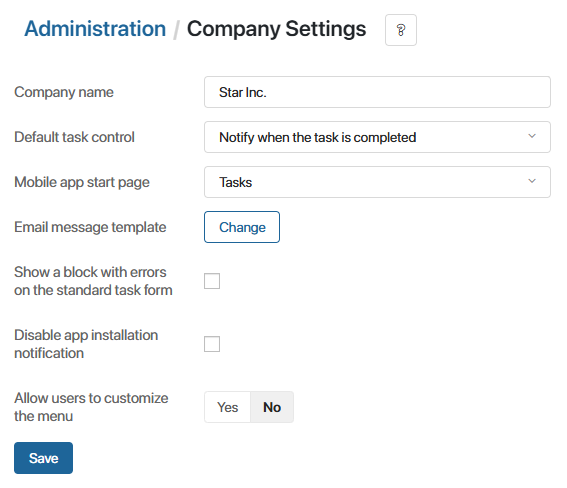 Administration / Company Settings ?
Company name Star Inc.
Default task control Notify when the task is completed
Mobile app start page Tasks
Email message template Change
Show a block with errors
on the standard task form
Disable app installation
notification
Allow users to customize
the menu
Yes No
Save